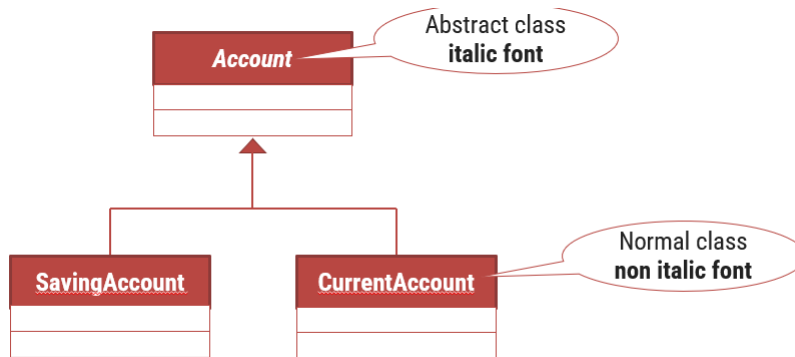 Abstract class
italic font
Account
Normal class
non italic font
SavingAccount
CurrentAccount